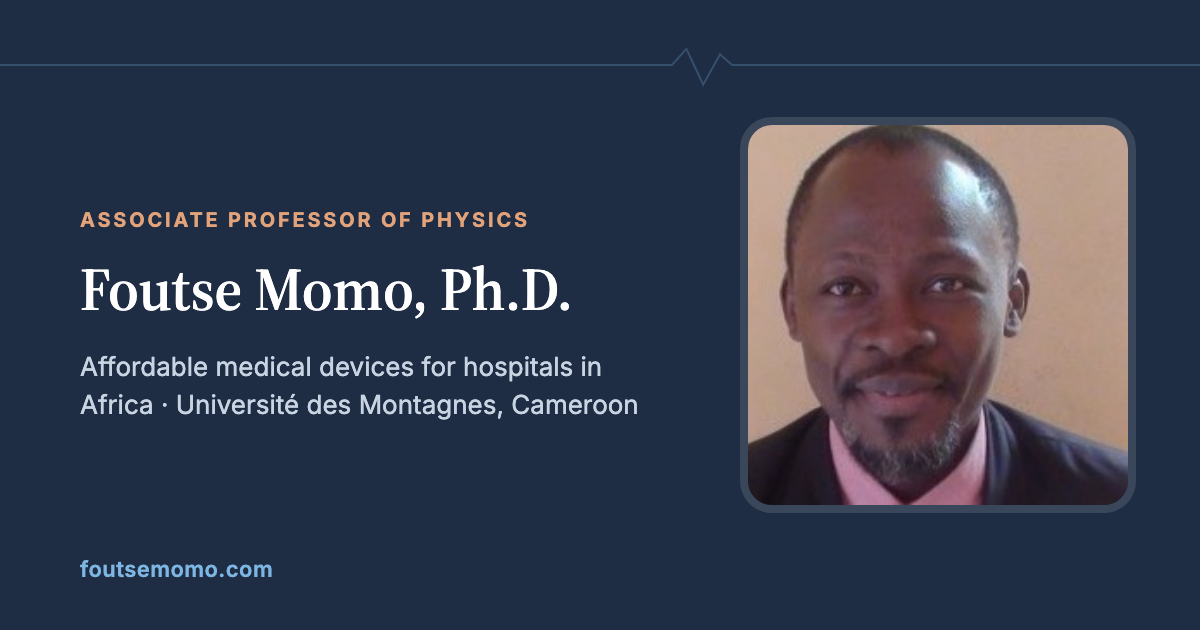 ASSOCIATE PROFESSOR OF PHYSICS
Foutse Momo, Ph.D.
Affordable medical devices for hospitals in
Africa · Université des Montagnes, Cameroon
foutsemomo.com